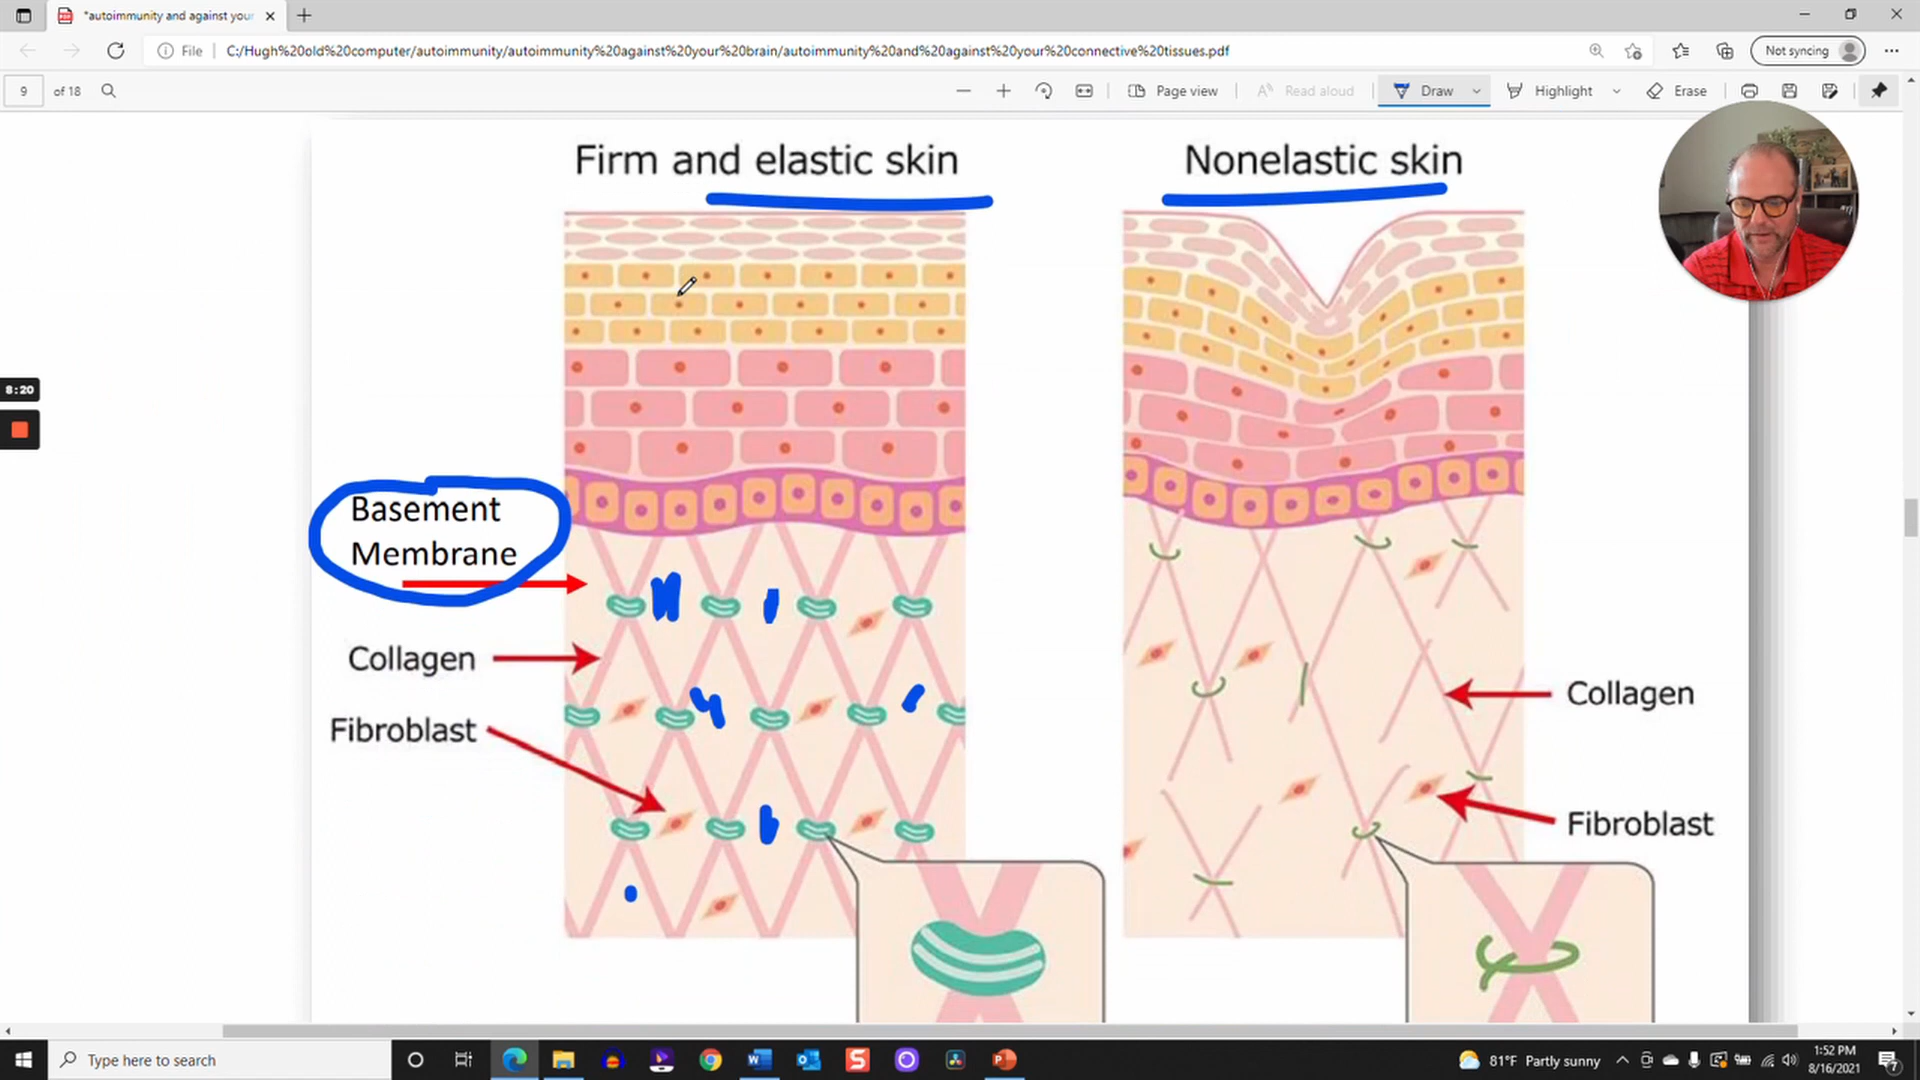 *autoimmunity and against your
File
C:/Hugh%20old%20computer/autoimmunity/autoimmunity%20against%20your%20brain/autoimmunity%20and%20against%20your%20connective%20tissues.pdf
Not syncing
9 of 18
Page view
Read aloud
Draw
Highlight
Erase
Firm and elastic skin
Nonelastic skin
8:20
Basement
Membrane
Collagen
Fibroblast
Collagen
Fibroblast
Type here to search
81°F Partly sunny
1:52 PM
8/16/2021